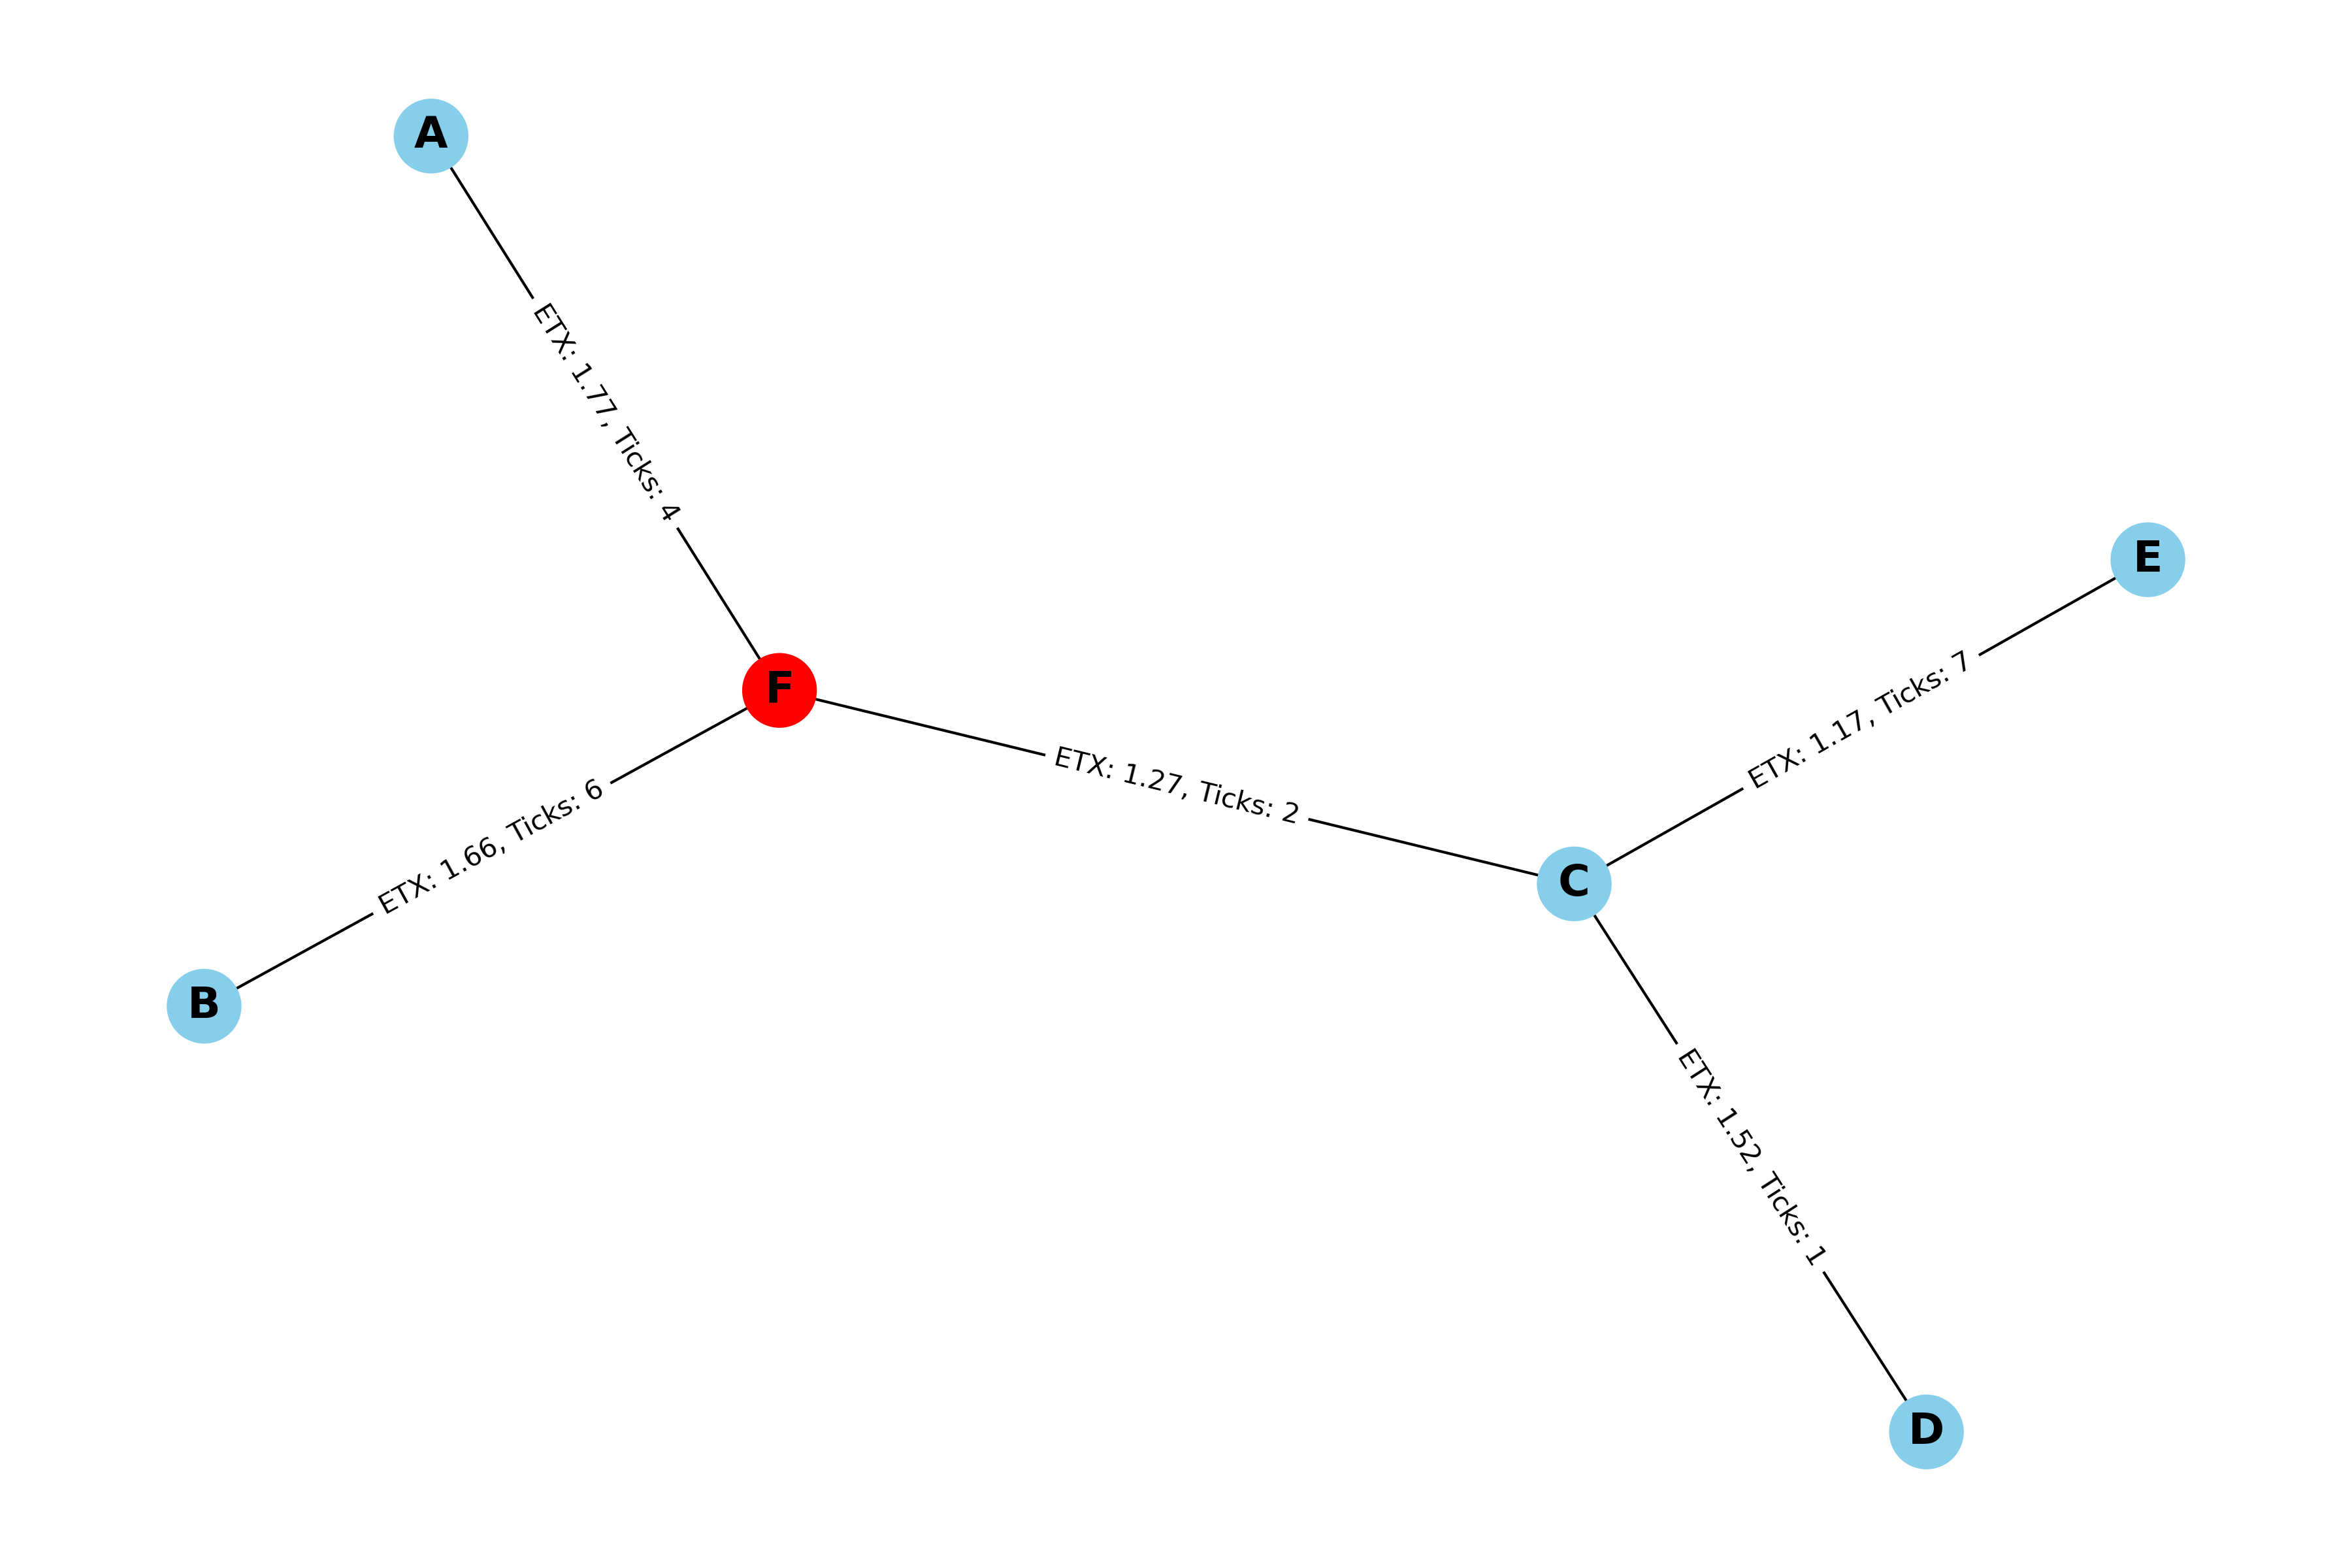 A
ETX: 1.77, Ticks: 4
E
F
ETX: 1.17, Ticks: 7
ETX: 1.27, Ticks: 2
ETX: 1.66, Ticks: 6
C
B
ETX: 1.52, Ticks: 1
D